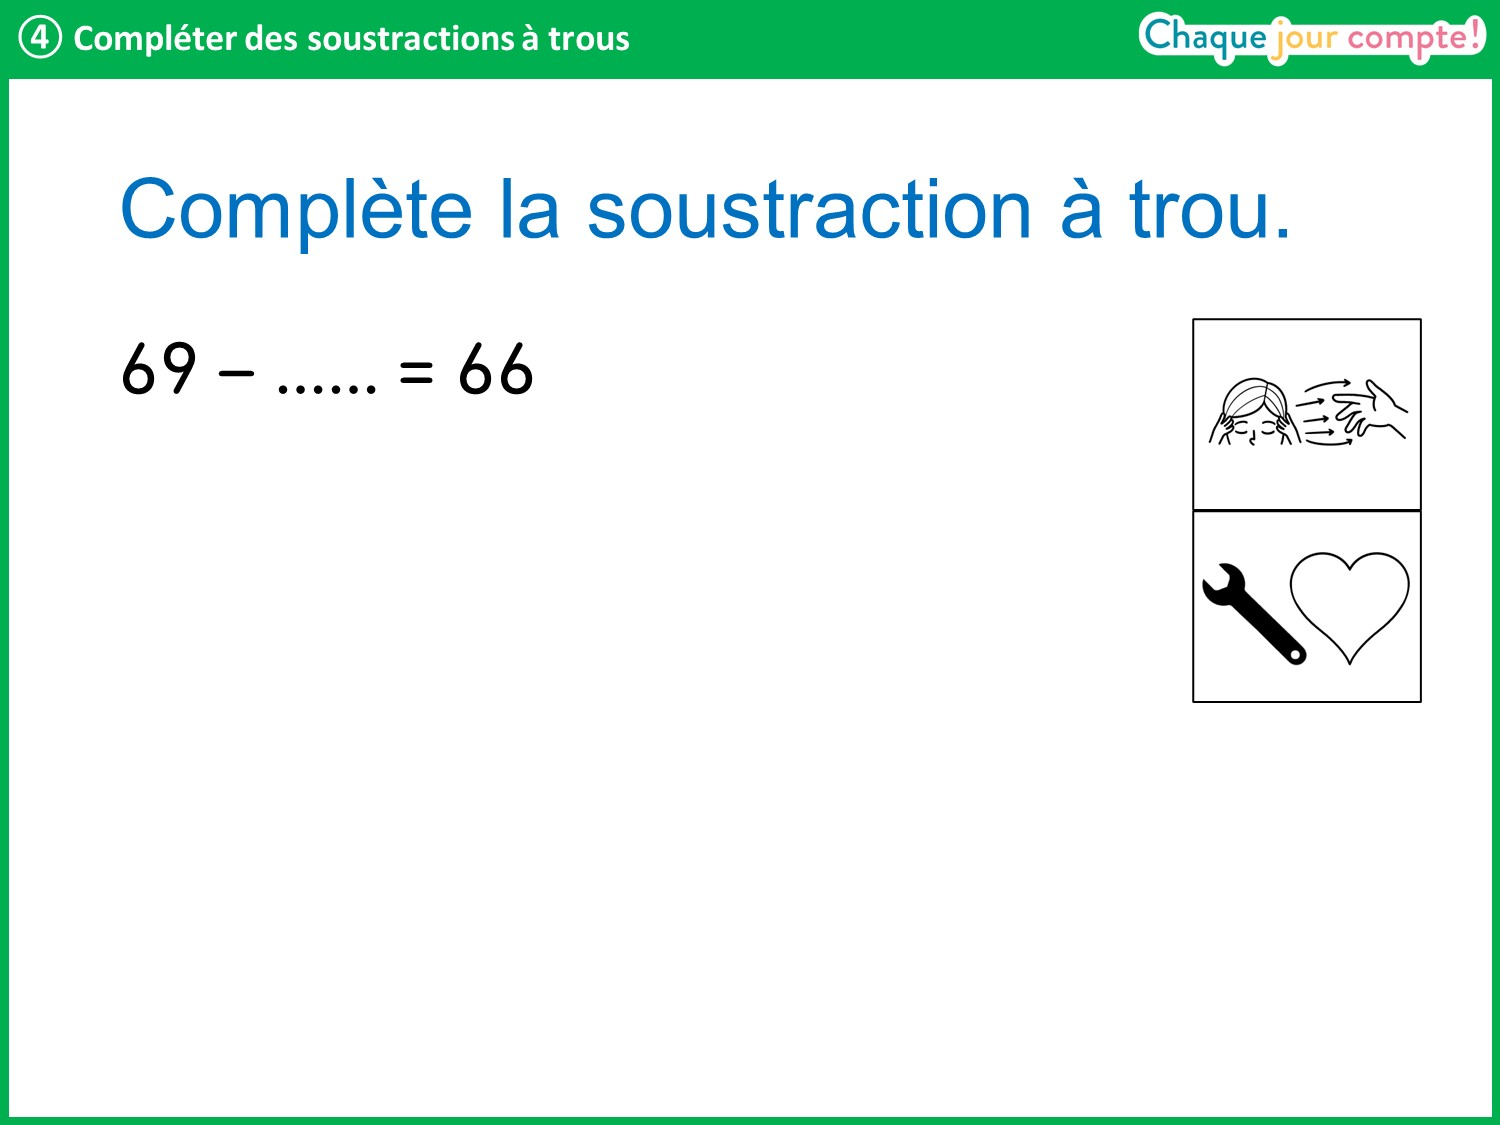 ④ Compléter des soustractions à trous
Chaque jour compte!
Complète la soustraction à trou.
69 – ...... = 66